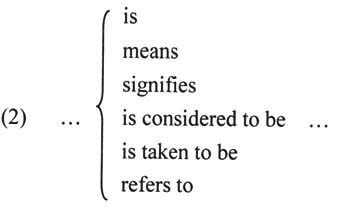 is
means
signifies
(2) ... is considered to be ...
is taken to be
refers to